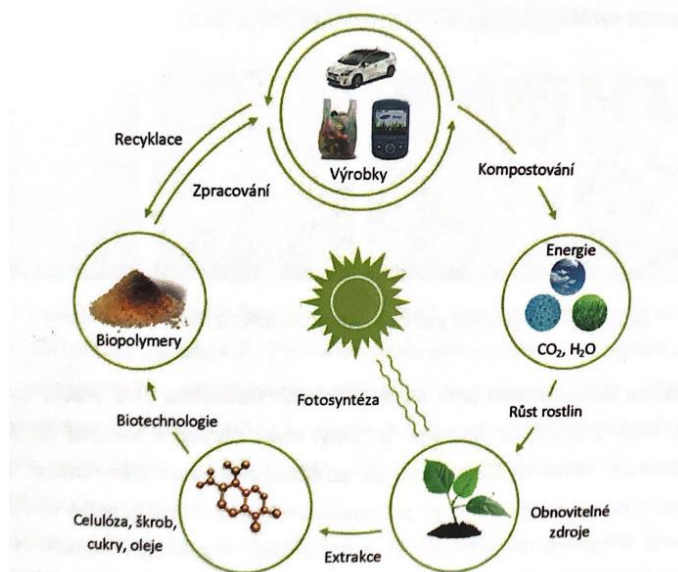 Výrobky
Recyklace
Zpracování
Kompostování
Energie
CO₂, H₂O
Biopolymery
Fotosyntéza
Biotechnologie
Růst rostlin
Celulóza, škrob,
cukry, oleje
Extrakce
Obnovitelné
zdroje